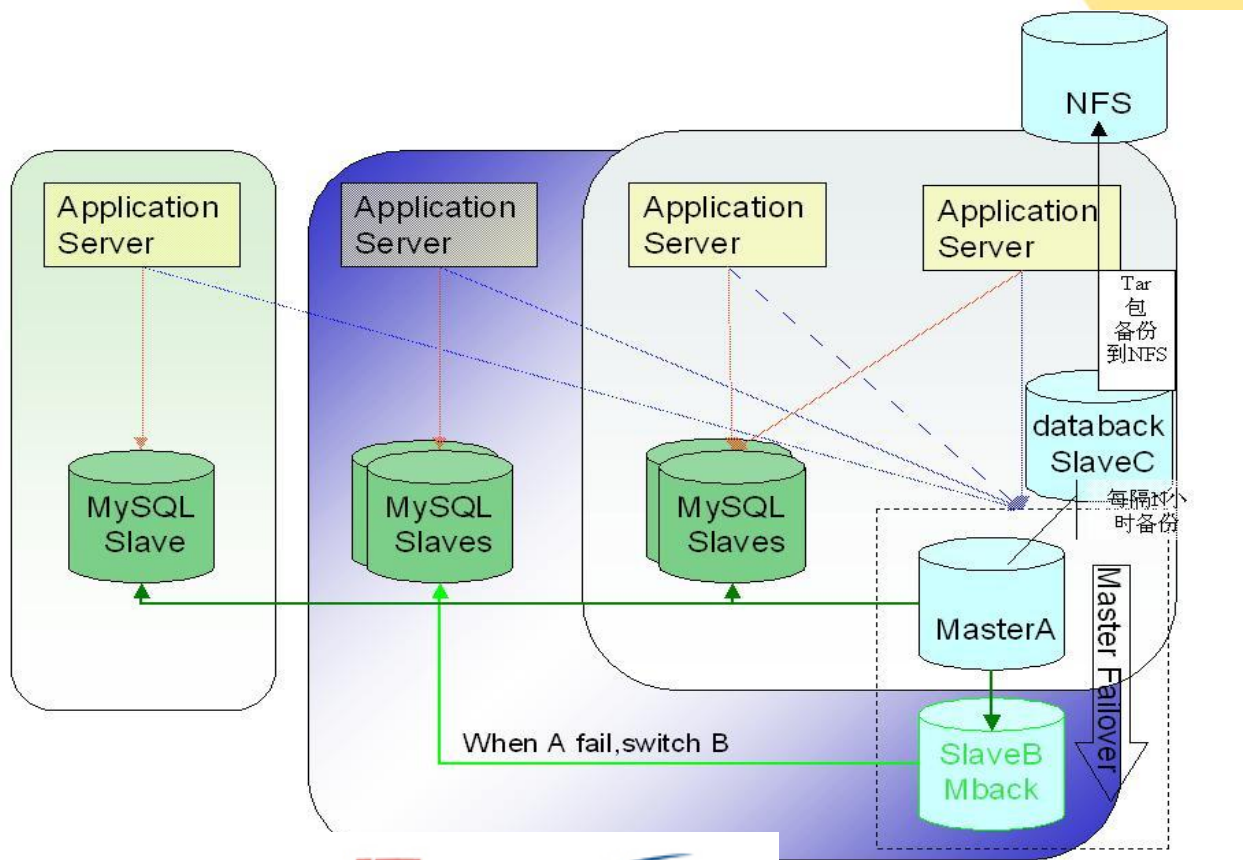 NFS
Application
Server
Application
Server
Application
Server
Application
Server
Tar
包
备份
到NFS
databack
SlaveC
每隔N小
时备份
MySQL
Slave
MySQL
Slaves
MySQL
Slaves
MasterA
Master Failover
When A fail,switch B
SlaveB
Mback